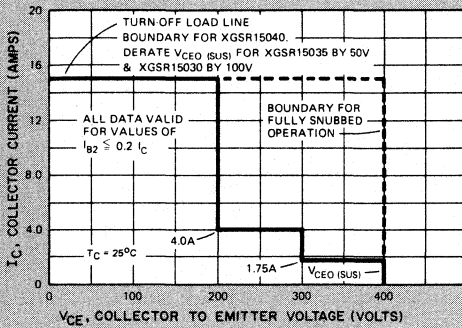 20
TURN-OFF LOAD LINE
BOUNDARY FOR XGSR15040.
DERATE VCEO (SUS) FOR XGSR15035 BY 50V
& XGSR15030 BY 100V
16
ALL DATA VALID
FOR VALUES OF
IB2 ≦ 0.2 IC
BOUNDARY FOR
FULLY SNUBBED
OPERATION
12
8.0
4.0
4.0A
TC = 25°C
1.75A
VCEO (SUS)
0
0 100 200 300 400
IC, COLLECTOR CURRENT (AMPS)
VCE, COLLECTOR TO EMITTER VOLTAGE (VOLTS)